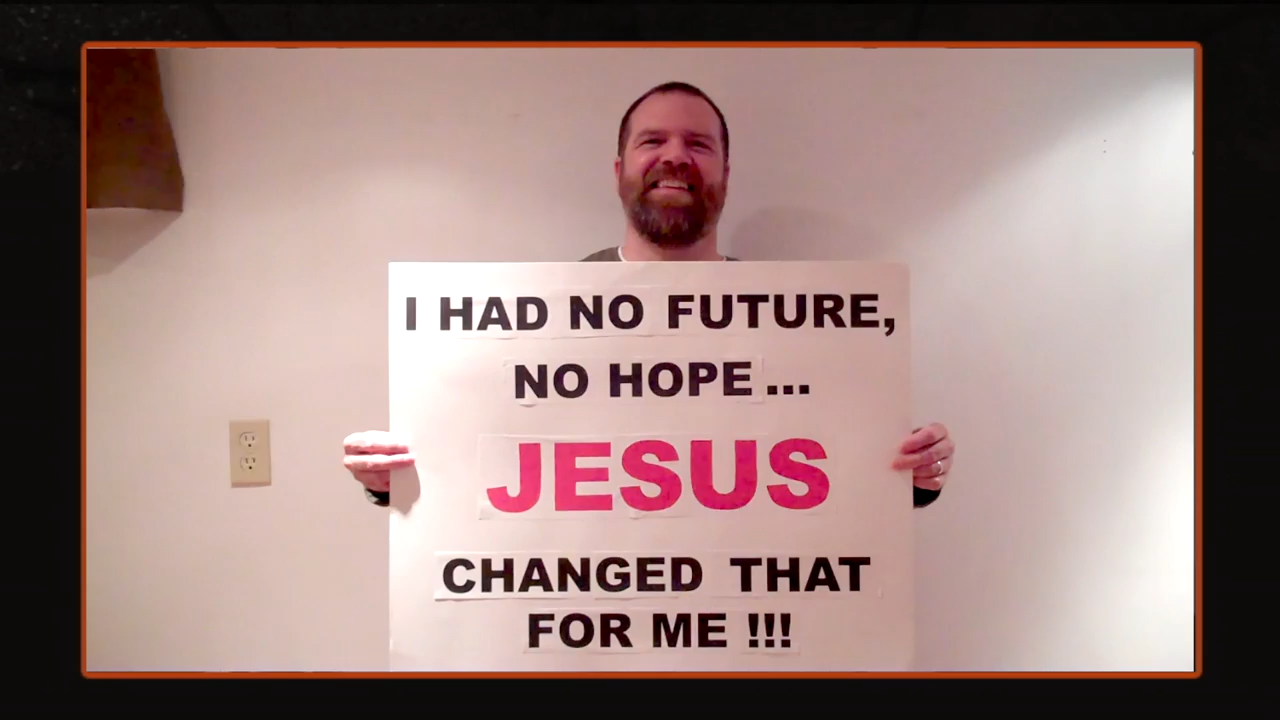 I HAD NO FUTURE,
NO HOPE...
JESUS
CHANGED THAT
FOR ME !!!